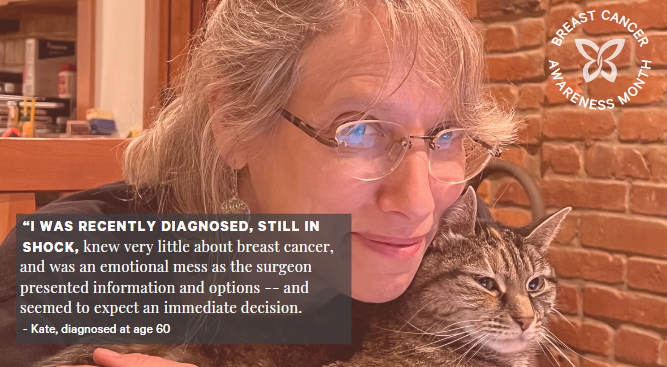 BREAST CANCER
AWARENESS MONTH
“I WAS RECENTLY DIAGNOSED, STILL IN
SHOCK, knew very little about breast cancer,
and was an emotional mess as the surgeon
presented information and options -- and
seemed to expect an immediate decision.
- Kate, diagnosed at age 60